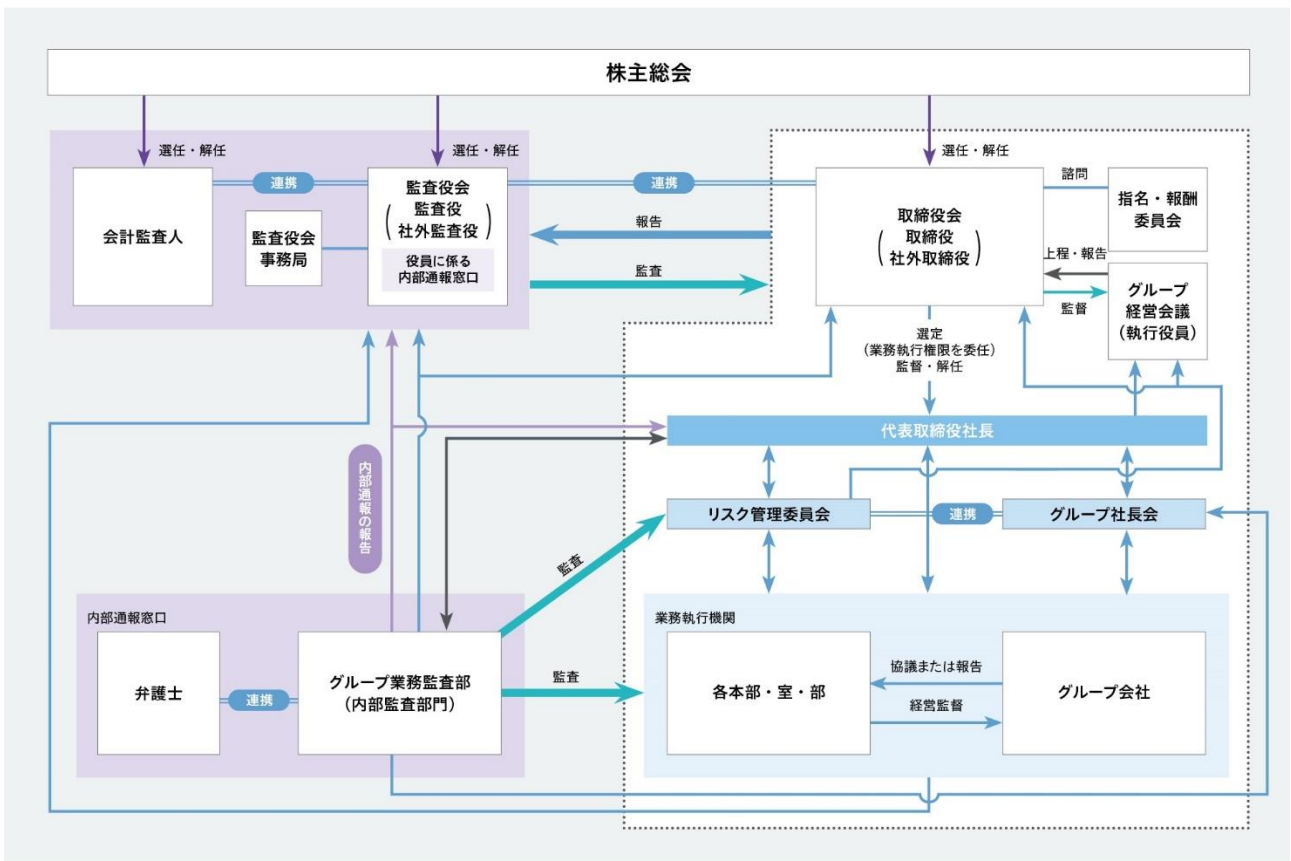 株主総会
選任・解任
選任・解任
選任・解任
会計監査人
連携
監査役会
事務局
監査役会
監査役
社外監査役
役員に係る
内部通報窓口
連携
報告
監査
取締役会
取締役
社外取締役
諮問
指名・報酬
委員会
上程・報告
監督
グループ
経営会議
(執行役員)
選定
(業務執行権限を委任)
監督・解任
代表取締役社長
内部通報の報告
リスク管理委員会
連携
グループ社長会
監査
内部通報窓口
弁護士
連携
グループ業務監査部
(内部監査部門)
監査
業務執行機関
各本部・室・部
協議または報告
経営監督
グループ会社